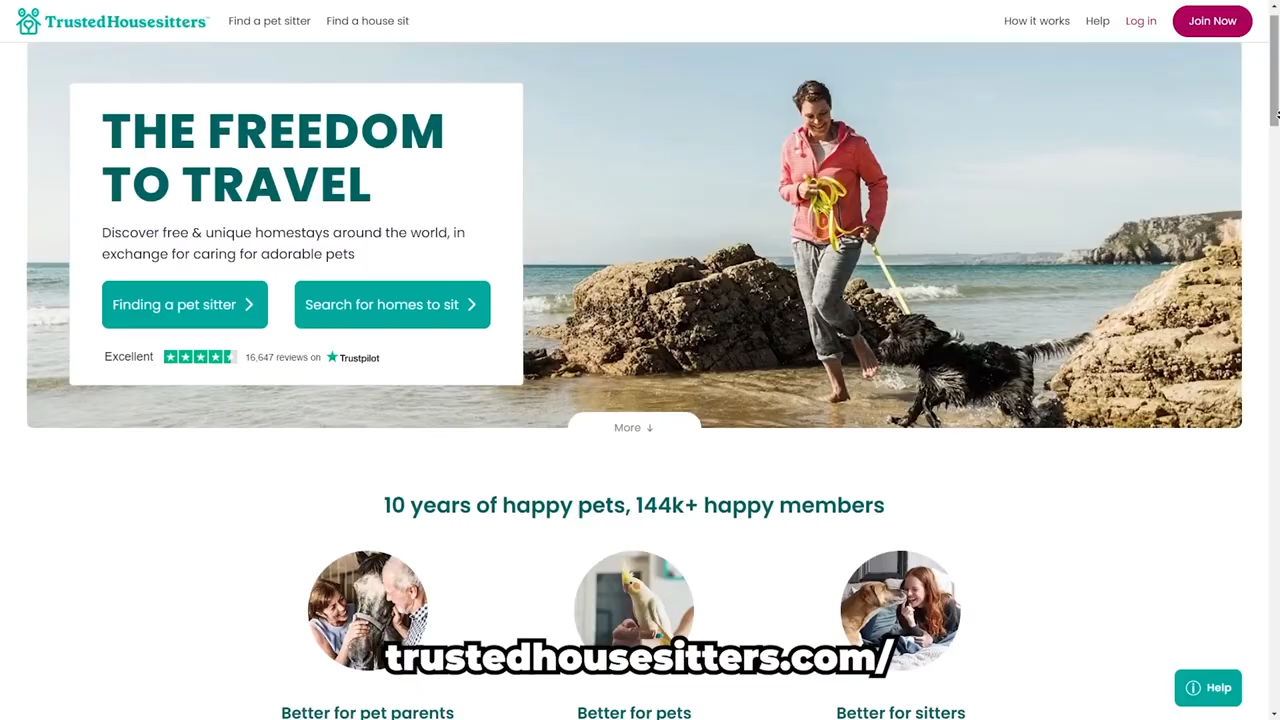 TrustedHousesitters
Find a pet sitter
Find a house sit
How it works
Help
Log in
Join Now
THE FREEDOM
TO TRAVEL
Discover free & unique homestays around the world, in
exchange for caring for adorable pets
Finding a pet sitter
Search for homes to sit
Excellent
16,647 reviews on
Trustpilot
More ↓
10 years of happy pets, 144k+ happy members
trustedhousesitters.com/
Help
Better for pet parents
Better for pets
Better for sitters